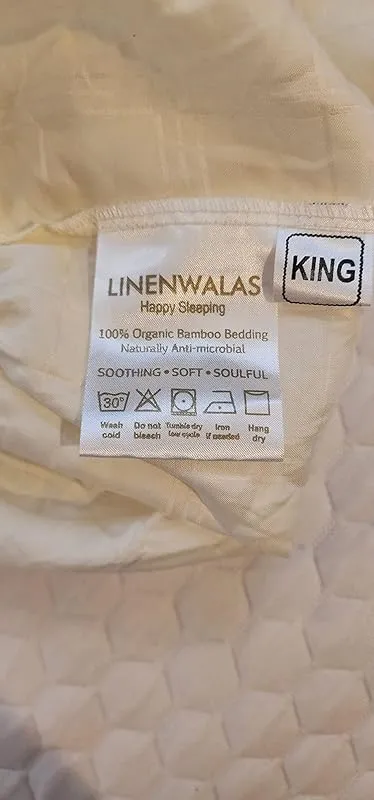 LINENWALAS
Happy Sleeping
KING
100% Organic Bamboo Bedding
Naturally Anti-microbial
SOOTHING • SOFT • SOULFUL
30°
Wash cold
Do not bleach
Tumble dry low cycle
Iron if needed
Hang dry